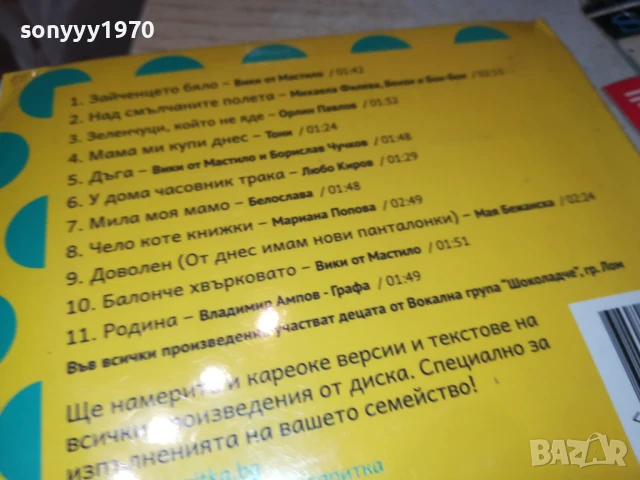 sonyyy1970
1. Зайченцето бяло – Вики от Мастило /01:42
2. Над смълчаните полета – Михаела Филева, Вензи и Бон-Бон /02:55
3. Зеленчуци, който не яде – Орлин Павлов /01:52
4. Мама ми купи днес – Тони /01:24
5. Дъга – Вики от Мастило и Борислав Чучков /01:48
6. У дома часовник трака – Любо Киров /01:29
7. Мила моя мамо – Белослава /01:48
8. Чело коте книжки – Мариана Попова /02:49
9. Доволен (От днес имам нови панталонки) – Мая Бежанска /02:24
10. Балонче хвърковато – Вики от Мастило /01:51
11. Родина – Владимир Ампов - Графа /01:49
Във всички произведения участват децата от Вокална група "Шоколадче", гр. Лом
Ще намерите и караоке версии и текстове на
всички произведения от диска. Специално за
изпълненията на вашето семейство!
BAZAR